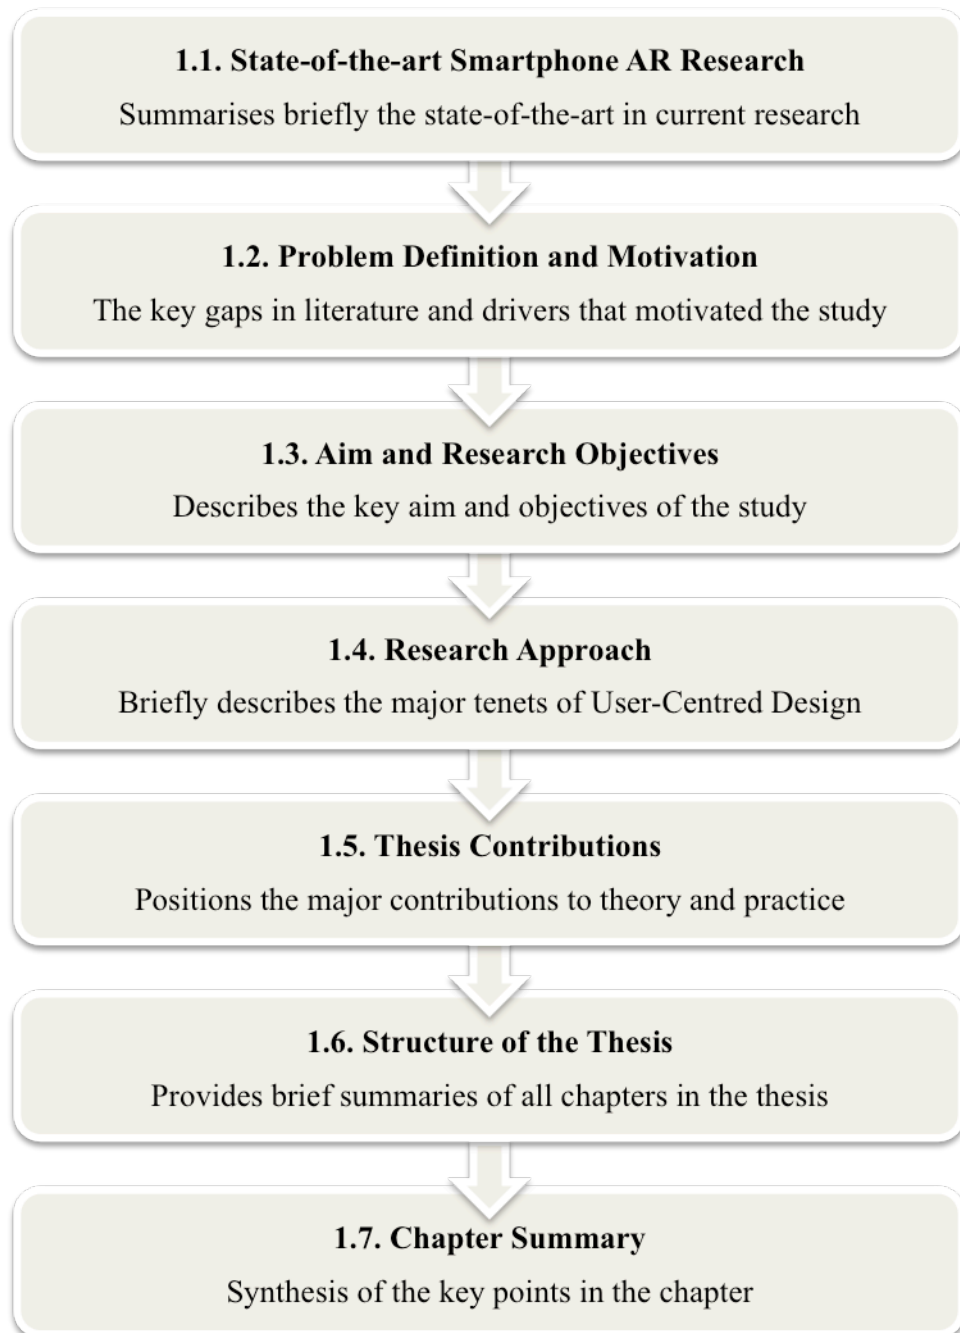 1.1. State-of-the-art Smartphone AR Research
Summarises briefly the state-of-the-art in current research
1.2. Problem Definition and Motivation
The key gaps in literature and drivers that motivated the study
1.3. Aim and Research Objectives
Describes the key aim and objectives of the study
1.4. Research Approach
Briefly describes the major tenets of User-Centred Design
1.5. Thesis Contributions
Positions the major contributions to theory and practice
1.6. Structure of the Thesis
Provides brief summaries of all chapters in the thesis
1.7. Chapter Summary
Synthesis of the key points in the chapter